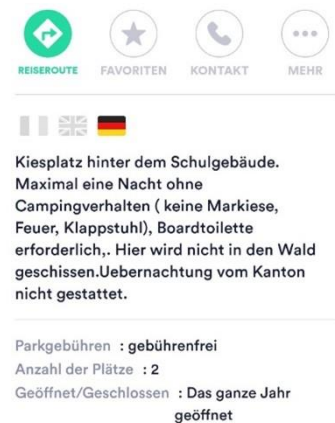 REISEROUTE FAVORITEN KONTAKT MEHR
Kiesplatz hinter dem Schulgebäude.
Maximal eine Nacht ohne
Campingverhalten ( keine Markiese,
Feuer, Klappstuhl), Boardtoilette
erforderlich,. Hier wird nicht in den Wald
geschissen.Uebernachtung vom Kanton
nicht gestattet.
Parkgebühren : gebührenfrei
Anzahl der Plätze : 2
Geöffnet/Geschlossen : Das ganze Jahr
geöffnet